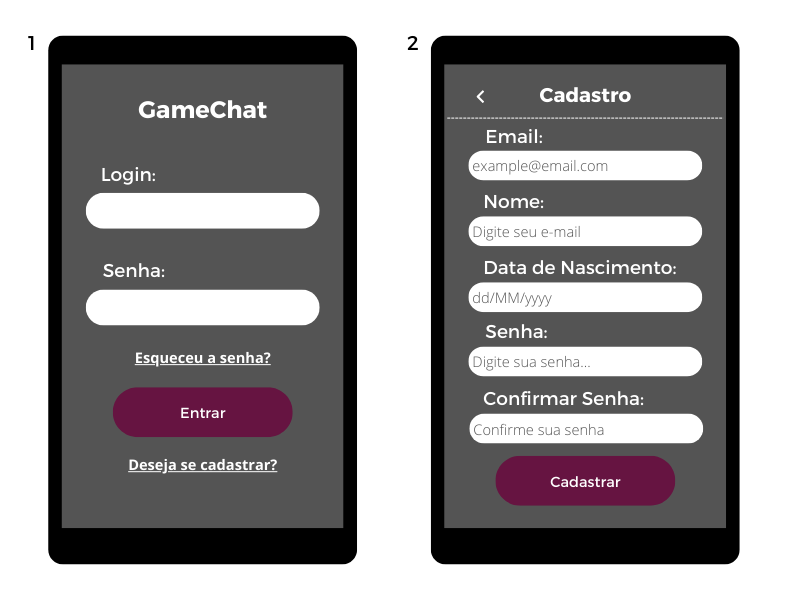 1
GameChat
Login:
Senha:
Esqueceu a senha?
Entrar
Deseja se cadastrar?
2
Cadastro
Email:
example@email.com
Nome:
Digite seu e-mail
Data de Nascimento:
dd/MM/yyyy
Senha:
Digite sua senha...
Confirmar Senha:
Confirme sua senha
Cadastrar